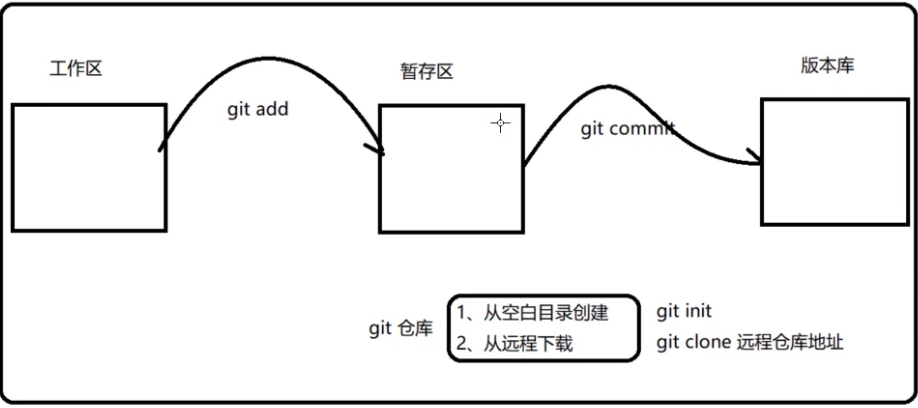 工作区
暂存区
版本库
git add
git commit
git 仓库
1、从空白目录创建
2、从远程下载
git init
git clone 远程仓库地址